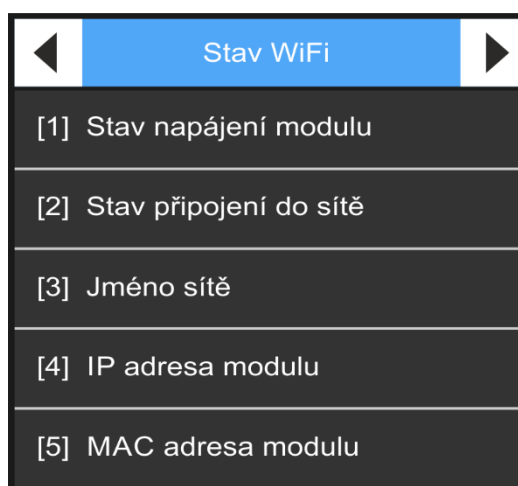 Stav WiFi
[1] Stav napájení modulu
[2] Stav připojení do sítě
[3] Jméno sítě
[4] IP adresa modulu
[5] MAC adresa modulu